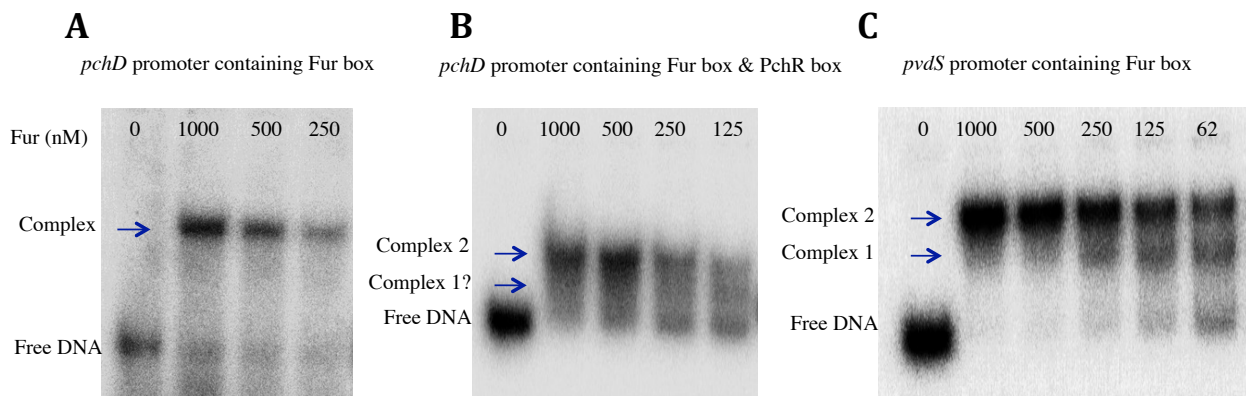 A
pchD promoter containing Fur box
Fur (nM)
0 1000 500 250
Complex
Free DNA
B
pchD promoter containing Fur box & PchR box
0 1000 500 250 125
Complex 2
Complex 1?
Free DNA
C
pvdS promoter containing Fur box
0 1000 500 250 125 62
Complex 2
Complex 1
Free DNA